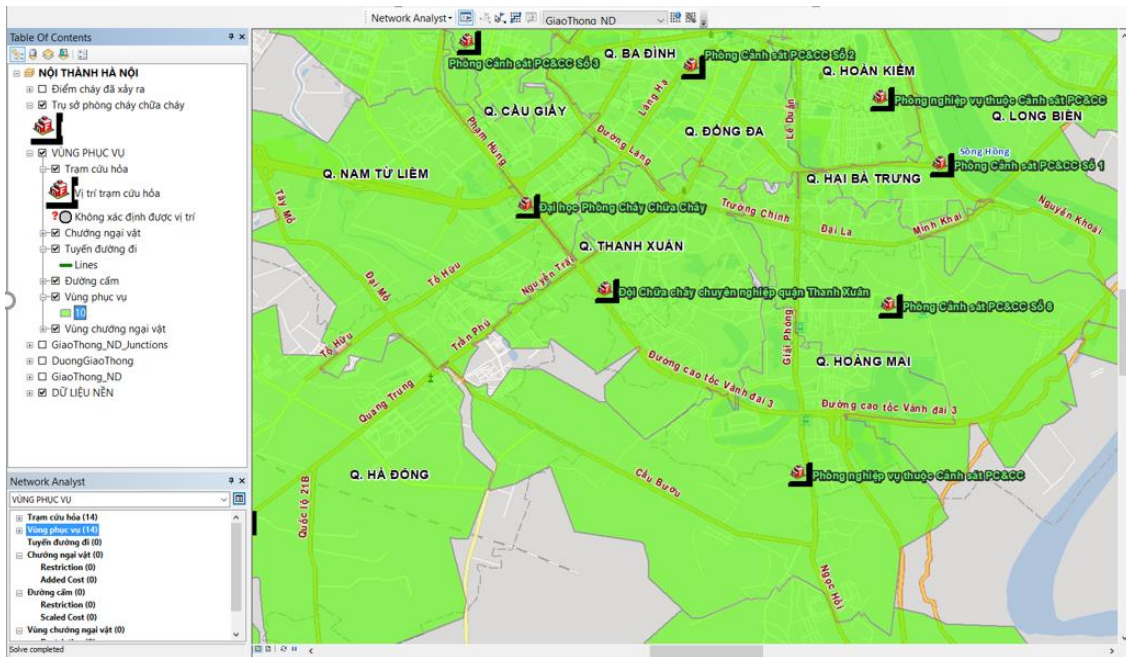 Network Analyst
GiaoThong_ND
Table Of Contents
NỘI THÀNH HÀ NỘI
Điểm cháy đã xảy ra
Trụ sở phòng cháy chữa cháy
VÙNG PHỤC VỤ
Trạm cứu hỏa
Vị trí trạm cứu hỏa
Không xác định được vị trí
Chướng ngại vật
Tuyến đường đi
Lines
Đường cấm
Vùng phục vụ
10
Vùng chướng ngại vật
GiaoThong_ND_Junctions
DuongGiaoThong
GiaoThong_ND
DỮ LIỆU NỀN
Network Analyst
VÙNG PHỤC VỤ
Trạm cứu hỏa (14)
Vùng phục vụ (14)
Tuyến đường đi (0)
Chướng ngại vật (0)
Restriction (0)
Added Cost (0)
Đường cấm (0)
Restriction (0)
Scaled Cost (0)
Vùng chướng ngại vật (0)
Solve completed
Phòng Cảnh sát PC&CC Số 3
Q. BA ĐÌNH
Phòng Cảnh sát PC&CC Số 2
Q. HOÀN KIẾM
Phòng nghiệp vụ thuộc Cảnh sát PC&CC
Q. LONG BIÊN
Q. CẦU GIẤY
Láng Hạ
Lê Duẩn
Q. ĐỐNG ĐA
Phạm Hùng
Đường Láng
Sông Hồng
Phòng Cảnh sát PC&CC Số 1
Q. NAM TỪ LIÊM
Q. HAI BÀ TRƯNG
Tây Mỗ
Đại học Phòng Cháy Chữa Cháy
Trường Chinh
Đại La
Minh Khai
Nguyễn Khoái
Q. THANH XUÂN
Đại Mỗ
Tố Hữu
Nguyễn Trãi
Đội Chữa cháy chuyên nghiệp quận Thanh Xuân
Phòng Cảnh sát PC&CC Số 8
Trần Phú
Tố Hữu
Giải Phóng
Q. HOÀNG MAI
Đường cao tốc Vành đai 3
Đường cao tốc Vành đai 3
Quang Trung
Q. HÀ ĐÔNG
Cầu Bươu
Phòng nghiệp vụ thuộc Cảnh sát PC&CC
Quốc lộ 21B
Ngọc Hồi